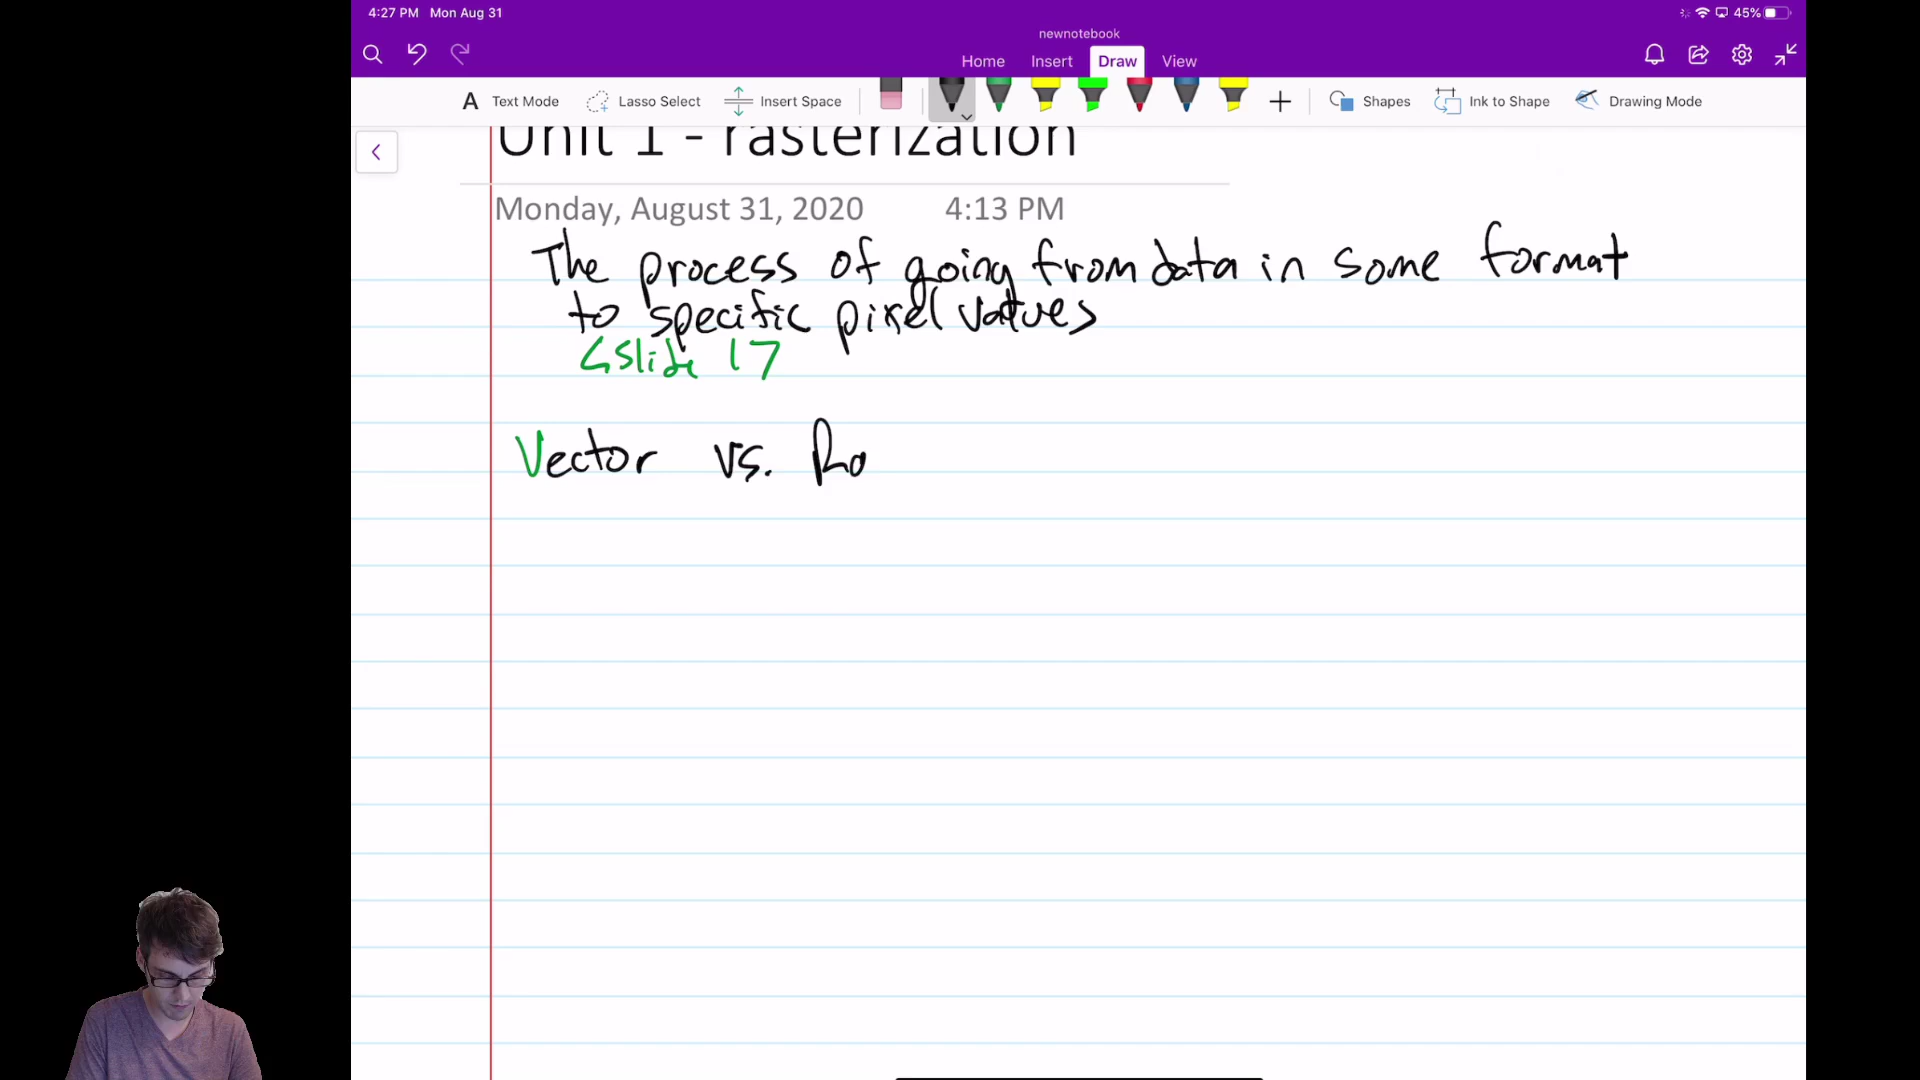 4:27 PM Mon Aug 31 45%
newnotebook
Home Insert Draw View
A Text Mode Lasso Select Insert Space Shapes Ink to Shape Drawing Mode
Unit 1 - rasterization
Monday, August 31, 2020 4:13 PM
The process of going from data in some format
to specific pixel values
Slide 17
Vector vs. Ra